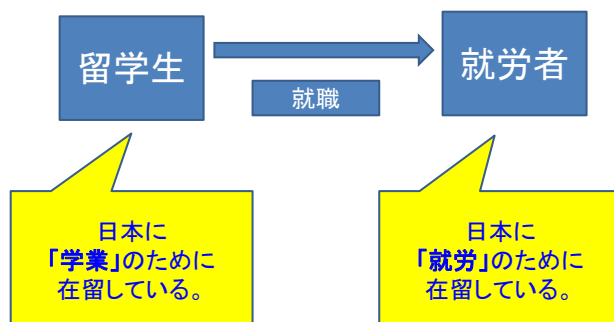 留学生
就職
就労者
日本に
「学業」のために
在留している。
日本に
「就労」のために
在留している。